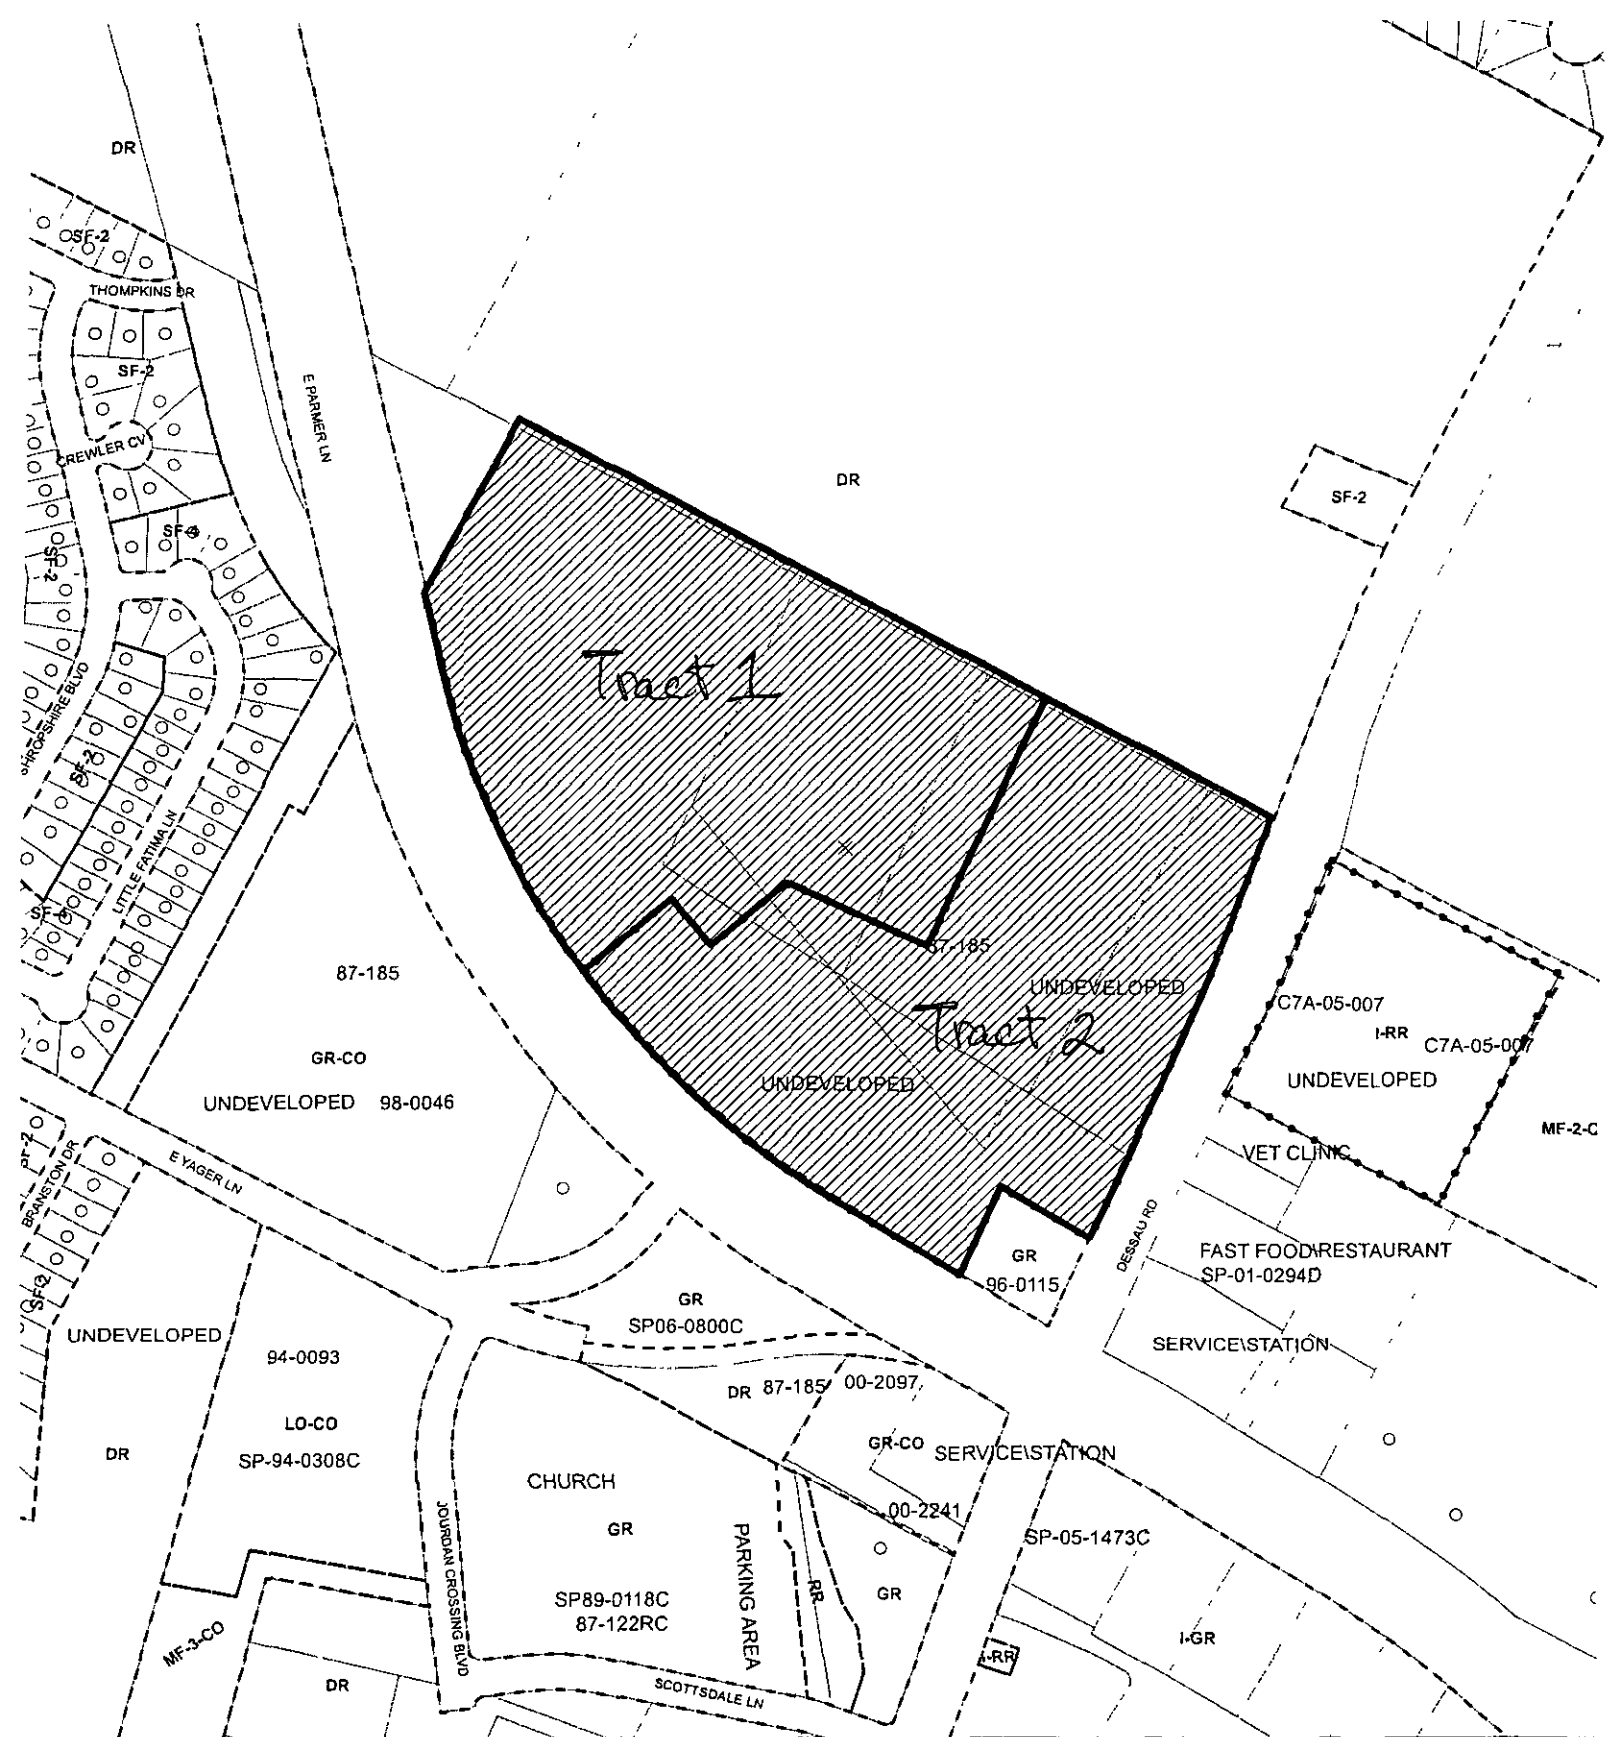 DR
SF-2
THOMPKINS DR
SF-2
E PARMER LN
CREWLER CV
DR
SF-2
SF-2
Tract 1
SHROPSHIRE BLVD
SF-2
LITTLE FATIMA LN
87-185
87-185
UNDEVELOPED
Tract 2
C7A-05-007
I-RR
C7A-05-007
UNDEVELOPED
GR-CO
UNDEVELOPED
UNDEVELOPED 98-0046
MF-2-C
SF-2
BRANSTON DR
E YAGER LN
VET CLINIC
DESSAU RD
GR
96-0115
FAST FOOD\RESTAURANT
SP-01-0294D
SF-2
GR
SP06-0800C
UNDEVELOPED
94-0093
SERVICE\STATION
DR 87-185 00-2097
LO-CO
SP-94-0308C
DR
GR-CO
SERVICE\STATION
CHURCH
GR
00-2241
SP-05-1473C
JOURDAN CROSSING BLVD
PARKING AREA
RR
GR
SP89-0118C
87-122RC
MF-3-CO
I-GR
I-RR
DR
SCOTTSDALE LN